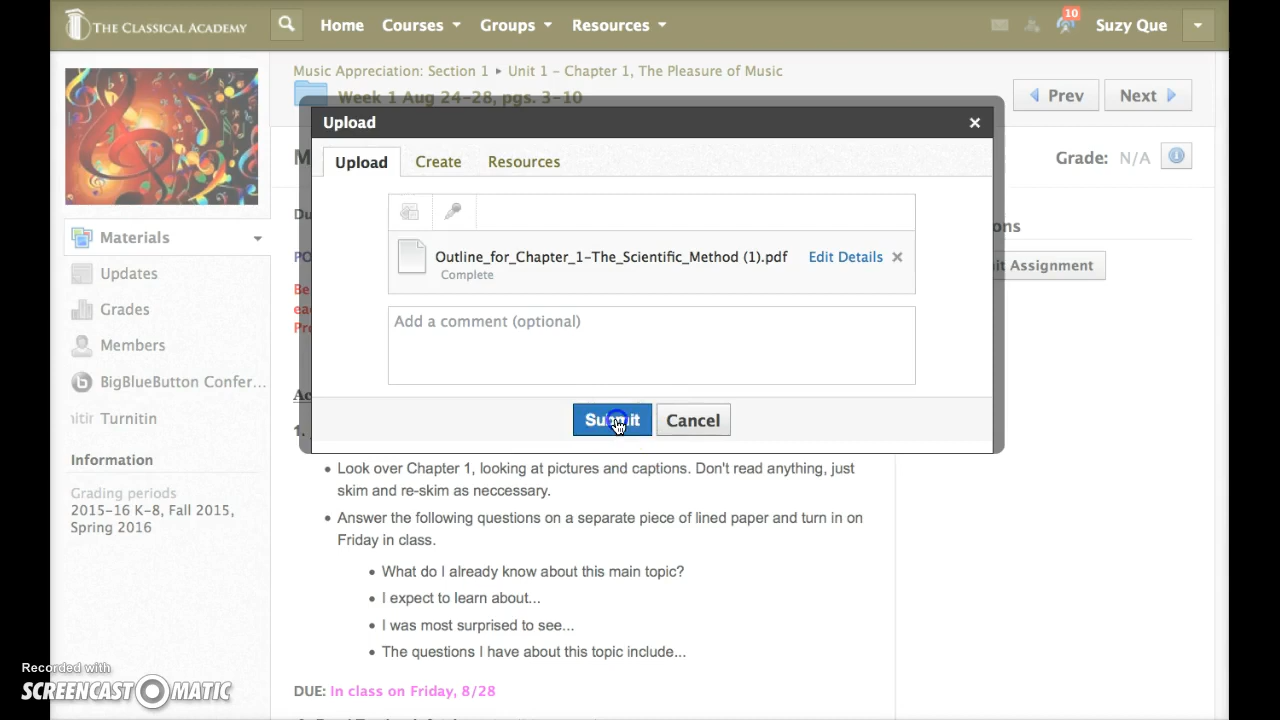 THE CLASSICAL ACADEMY
Home
Courses
Groups
Resources
10
Suzy Que
Music Appreciation: Section 1 ▸ Unit 1 – Chapter 1, The Pleasure of Music
Week 1 Aug 24-28, pgs. 3-10
Prev
Next
Upload
×
Upload
Create
Resources
Grade: N/A
Outline_for_Chapter_1-The_Scientific_Method (1).pdf
Edit Details
Complete
Add a comment (optional)
Submit
Cancel
Assignment
Materials
Updates
Grades
Members
BigBlueButton Confer...
Turnitin
Information
Grading periods
2015-16 K-8, Fall 2015,
Spring 2016
1.
• Look over Chapter 1, looking at pictures and captions. Don't read anything, just
skim and re-skim as neccessary.
• Answer the following questions on a separate piece of lined paper and turn in on
Friday in class.
• What do I already know about this main topic?
• I expect to learn about...
• I was most surprised to see...
• The questions I have about this topic include...
DUE: In class on Friday, 8/28
Recorded with
SCREENCAST-O-MATIC